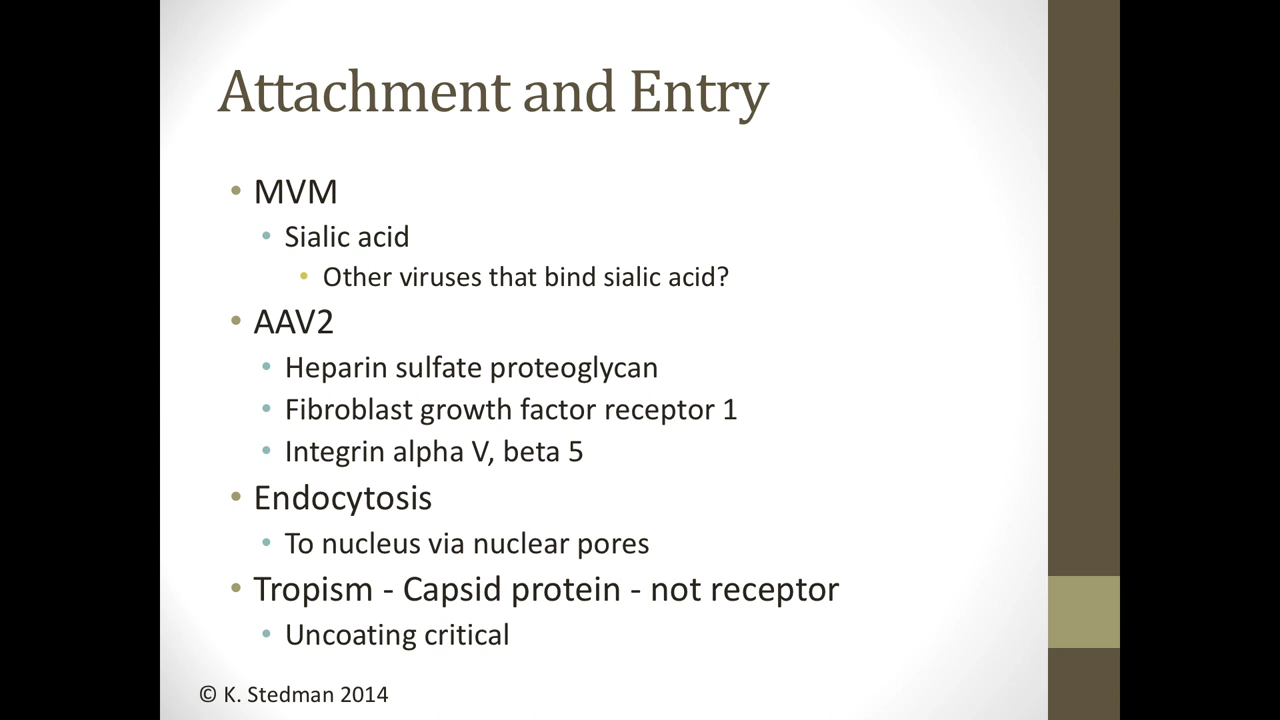 Attachment and Entry
• MVM
• Sialic acid
• Other viruses that bind sialic acid?
• AAV2
• Heparin sulfate proteoglycan
• Fibroblast growth factor receptor 1
• Integrin alpha V, beta 5
• Endocytosis
• To nucleus via nuclear pores
• Tropism - Capsid protein - not receptor
• Uncoating critical
© K. Stedman 2014